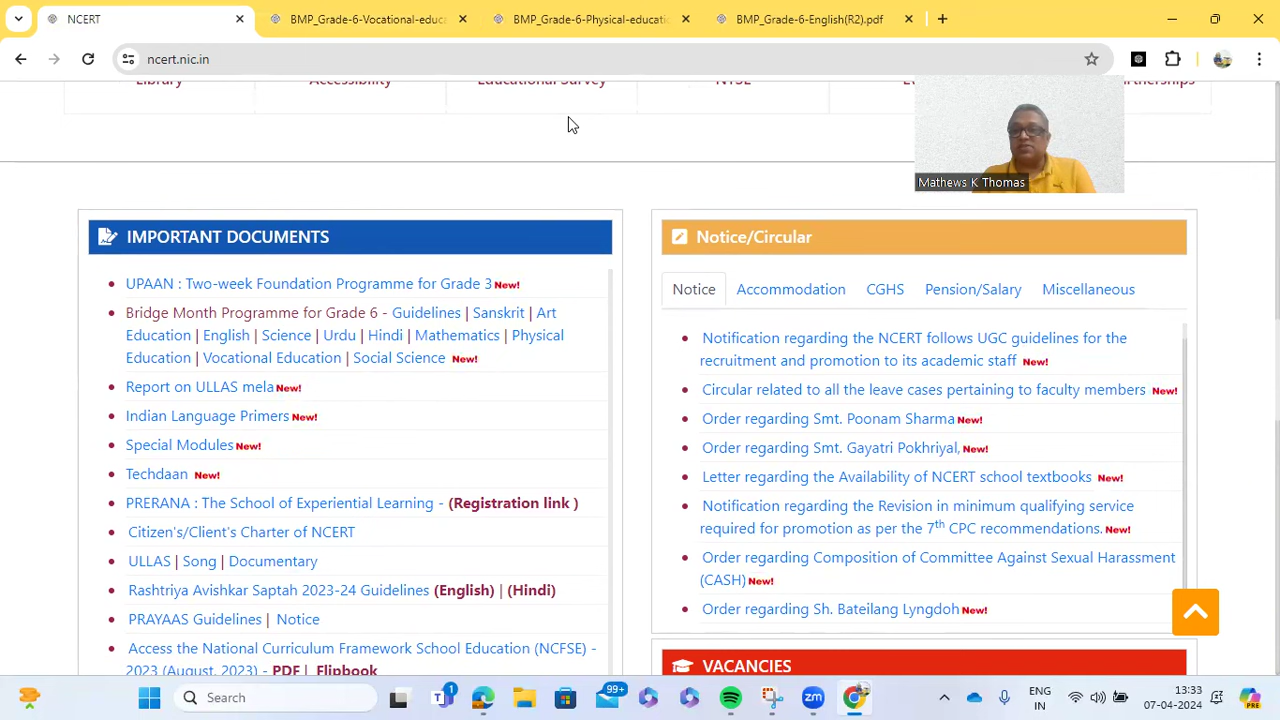 NCERT
BMP_Grade-6-Vocational-educa
BMP_Grade-6-Physical-educatio
BMP_Grade-6-English(R2).pdf
ncert.nic.in
Library
Accessibility
Educational Survey
NTSE
Mathews K Thomas
IMPORTANT DOCUMENTS
UPAAN : Two-week Foundation Programme for Grade 3 New!
Bridge Month Programme for Grade 6 - Guidelines | Sanskrit | Art
Education | English | Science | Urdu | Hindi | Mathematics | Physical
Education | Vocational Education | Social Science New!
Report on ULLAS mela New!
Indian Language Primers New!
Special Modules New!
Techdaan New!
PRERANA : The School of Experiential Learning - (Registration link )
Citizen's/Client's Charter of NCERT
ULLAS | Song | Documentary
Rashtriya Avishkar Saptah 2023-24 Guidelines (English) | (Hindi)
PRAYAAS Guidelines | Notice
Access the National Curriculum Framework School Education (NCFSE) -
2023 (August, 2023) - PDF | Flipbook
Notice/Circular
Notice Accommodation CGHS Pension/Salary Miscellaneous
Notification regarding the NCERT follows UGC guidelines for the
recruitment and promotion to its academic staff New!
Circular related to all the leave cases pertaining to faculty members New!
Order regarding Smt. Poonam Sharma New!
Order regarding Smt. Gayatri Pokhriyal, New!
Letter regarding the Availability of NCERT school textbooks New!
Notification regarding the Revision in minimum qualifying service
required for promotion as per the 7th CPC recommendations. New!
Order regarding Composition of Committee Against Sexual Harassment
(CASH) New!
Order regarding Sh. Bateilang Lyngdoh New!
VACANCIES
Search
1
99+
zm
ENG
IN
13:33
07-04-2024
PRE